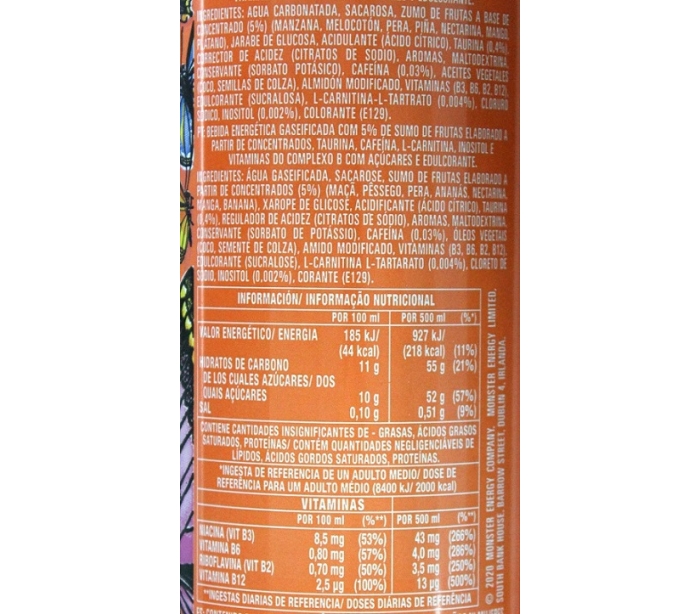 INGREDIENTES: AGUA CARBONATADA, SACAROSA, ZUMO DE FRUTAS A BASE DE
CONCENTRADO (5%) (MANZANA, MELOCOTÓN, PERA, PIÑA, NECTARINA, MANGO,
PLÁTANO), JARABE DE GLUCOSA, ACIDULANTE (ÁCIDO CÍTRICO), TAURINA (0,4%),
CORRECTOR DE ACIDEZ (CITRATOS DE SODIO), AROMAS, MALTODEXTRINA,
CONSERVANTE (SORBATO POTÁSICO), CAFEÍNA (0,03%), ACEITES VEGETALES
(COCO, SEMILLAS DE COLZA), ALMIDÓN MODIFICADO, VITAMINAS (B3, B6, B2, B12),
EDULCORANTE (SUCRALOSA), L-CARNITINA-L-TARTRATO (0,004%), CLORURO
SÓDICO, INOSITOL (0,002%), COLORANTE (E129).
PT: BEBIDA ENERGÉTICA GASEIFICADA COM 5% DE SUMO DE FRUTAS ELABORADO A
PARTIR DE CONCENTRADOS, TAURINA, CAFEÍNA, L-CARNITINA, INOSITOL E
VITAMINAS DO COMPLEXO B COM AÇÚCARES E EDULCORANTE.
INGREDIENTES: ÁGUA GASEIFICADA, SACAROSE, SUMO DE FRUTAS ELABORADO A
PARTIR DE CONCENTRADOS (5%) (MAÇÃ, PÊSSEGO, PERA, ANANÁS, NECTARINA,
MANGA, BANANA), XAROPE DE GLICOSE, ACIDIFICANTE (ÁCIDO CÍTRICO), TAURINA
(0,4%), REGULADOR DE ACIDEZ (CITRATOS DE SÓDIO), AROMAS, MALTODEXTRINA,
CONSERVANTE (SORBATO DE POTÁSSIO), CAFEÍNA (0,03%), ÓLEOS VEGETAIS
(COCO, SEMENTE DE COLZA), AMIDO MODIFICADO, VITAMINAS (B3, B6, B2, B12),
EDULCORANTE (SUCRALOSE), L-CARNITINA L-TARTARATO (0,004%), CLORETO DE
SÓDIO, INOSITOL (0,002%), CORANTE (E129).
INFORMACIÓN/ INFORMAÇÃO NUTRICIONAL
POR 100 ml POR 500 ml (%*)
VALOR ENERGÉTICO/ ENERGIA 185 kJ/ 927 kJ/
(44 kcal) (218 kcal) (11%)
HIDRATOS DE CARBONO 11 g 55 g (21%)
DE LOS CUALES AZÚCARES/ DOS
QUAIS AÇÚCARES 10 g 52 g (57%)
SAL 0,10 g 0,51 g (9%)
CONTIENE CANTIDADES INSIGNIFICANTES DE - GRASAS, ÁCIDOS GRASOS
SATURADOS, PROTEÍNAS/ CONTÉM QUANTIDADES NEGLIGENCIÁVEIS DE
LÍPIDOS, ÁCIDOS GORDOS SATURADOS, PROTEÍNAS.
*INGESTA DE REFERENCIA DE UN ADULTO MEDIO/ DOSE DE
REFERÊNCIA PARA UM ADULTO MÉDIO (8400 kJ/ 2000 kcal)
VITAMINAS
POR 100 ml (%**) POR 500 ml (%**)
NIACINA (VIT B3) 8,5 mg (53%) 43 mg (266%)
VITAMINA B6 0,80 mg (57%) 4,0 mg (286%)
RIBOFLAVINA (VIT B2) 0,70 mg (50%) 3,5 mg (250%)
VITAMINA B12 2,5 µg (100%) 13 µg (500%)
**INGESTAS DIARIAS DE REFERENCIA/ DOSES DIÁRIAS DE REFERÊNCIA
© 2020 MONSTER ENERGY COMPANY. MONSTER ENERGY LIMITED,
SOUTH BANK HOUSE, BARROW STREET, DUBLIN 4, IRLANDA.